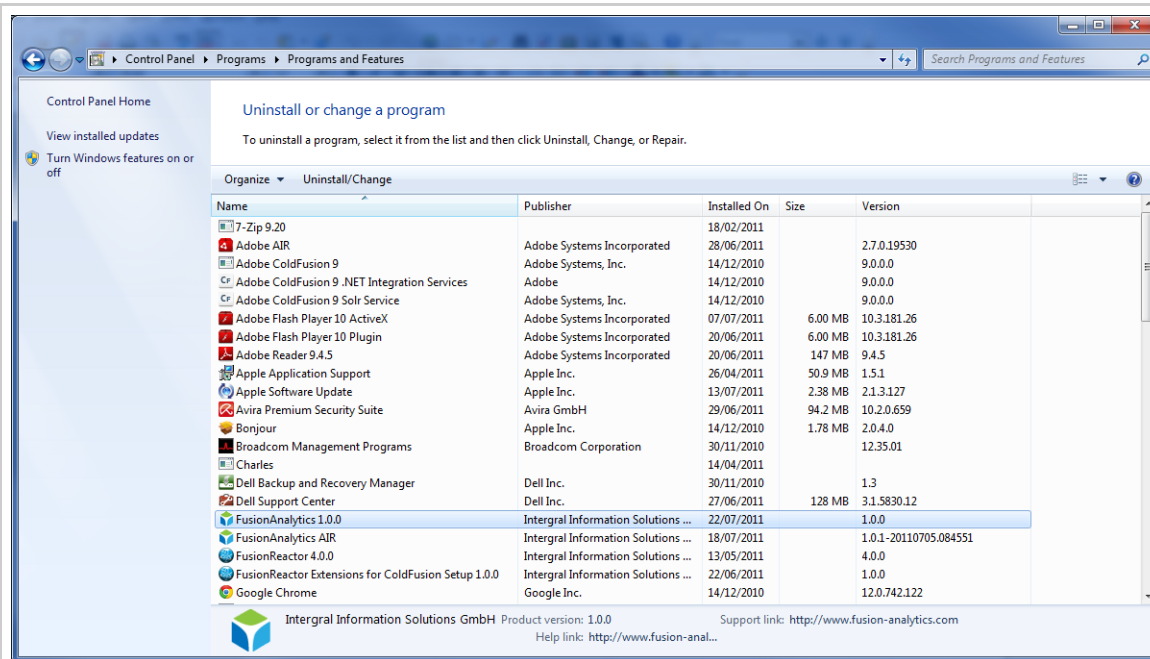 Control Panel Programs Programs and Features Search Programs and Features
Control Panel Home
View installed updates
Turn Windows features on or
off
Uninstall or change a program
To uninstall a program, select it from the list and then click Uninstall, Change, or Repair.
Organize Uninstall/Change
Name Publisher Installed On Size Version
7-Zip 9.20 18/02/2011
Adobe AIR Adobe Systems Incorporated 28/06/2011 2.7.0.19530
Adobe ColdFusion 9 Adobe Systems, Inc. 14/12/2010 9.0.0.0
Adobe ColdFusion 9 .NET Integration Services Adobe 14/12/2010 9.0.0.0
Adobe ColdFusion 9 Solr Service Adobe Systems, Inc. 14/12/2010 9.0.0.0
Adobe Flash Player 10 ActiveX Adobe Systems Incorporated 07/07/2011 6.00 MB 10.3.181.26
Adobe Flash Player 10 Plugin Adobe Systems Incorporated 20/06/2011 6.00 MB 10.3.181.26
Adobe Reader 9.4.5 Adobe Systems Incorporated 20/06/2011 147 MB 9.4.5
Apple Application Support Apple Inc. 26/04/2011 50.9 MB 1.5.1
Apple Software Update Apple Inc. 13/07/2011 2.38 MB 2.1.3.127
Avira Premium Security Suite Avira GmbH 29/06/2011 94.2 MB 10.2.0.659
Bonjour Apple Inc. 14/12/2010 1.78 MB 2.0.4.0
Broadcom Management Programs Broadcom Corporation 30/11/2010 12.35.01
Charles 14/04/2011
Dell Backup and Recovery Manager Dell Inc. 30/11/2010 1.3
Dell Support Center Dell Inc. 27/06/2011 128 MB 3.1.5830.12
FusionAnalytics 1.0.0 Intergral Information Solutions ... 22/07/2011 1.0.0
FusionAnalytics AIR Intergral Information Solutions ... 18/07/2011 1.0.1-20110705.084551
FusionReactor 4.0.0 Intergral Information Solutions ... 13/05/2011 4.0.0
FusionReactor Extensions for ColdFusion Setup 1.0.0 Intergral Information Solutions ... 22/06/2011 1.0.0
Google Chrome Google Inc. 14/12/2010 12.0.742.122
Intergral Information Solutions GmbH Product version: 1.0.0 Support link: http://www.fusion-analytics.com
Help link: http://www.fusion-anal...